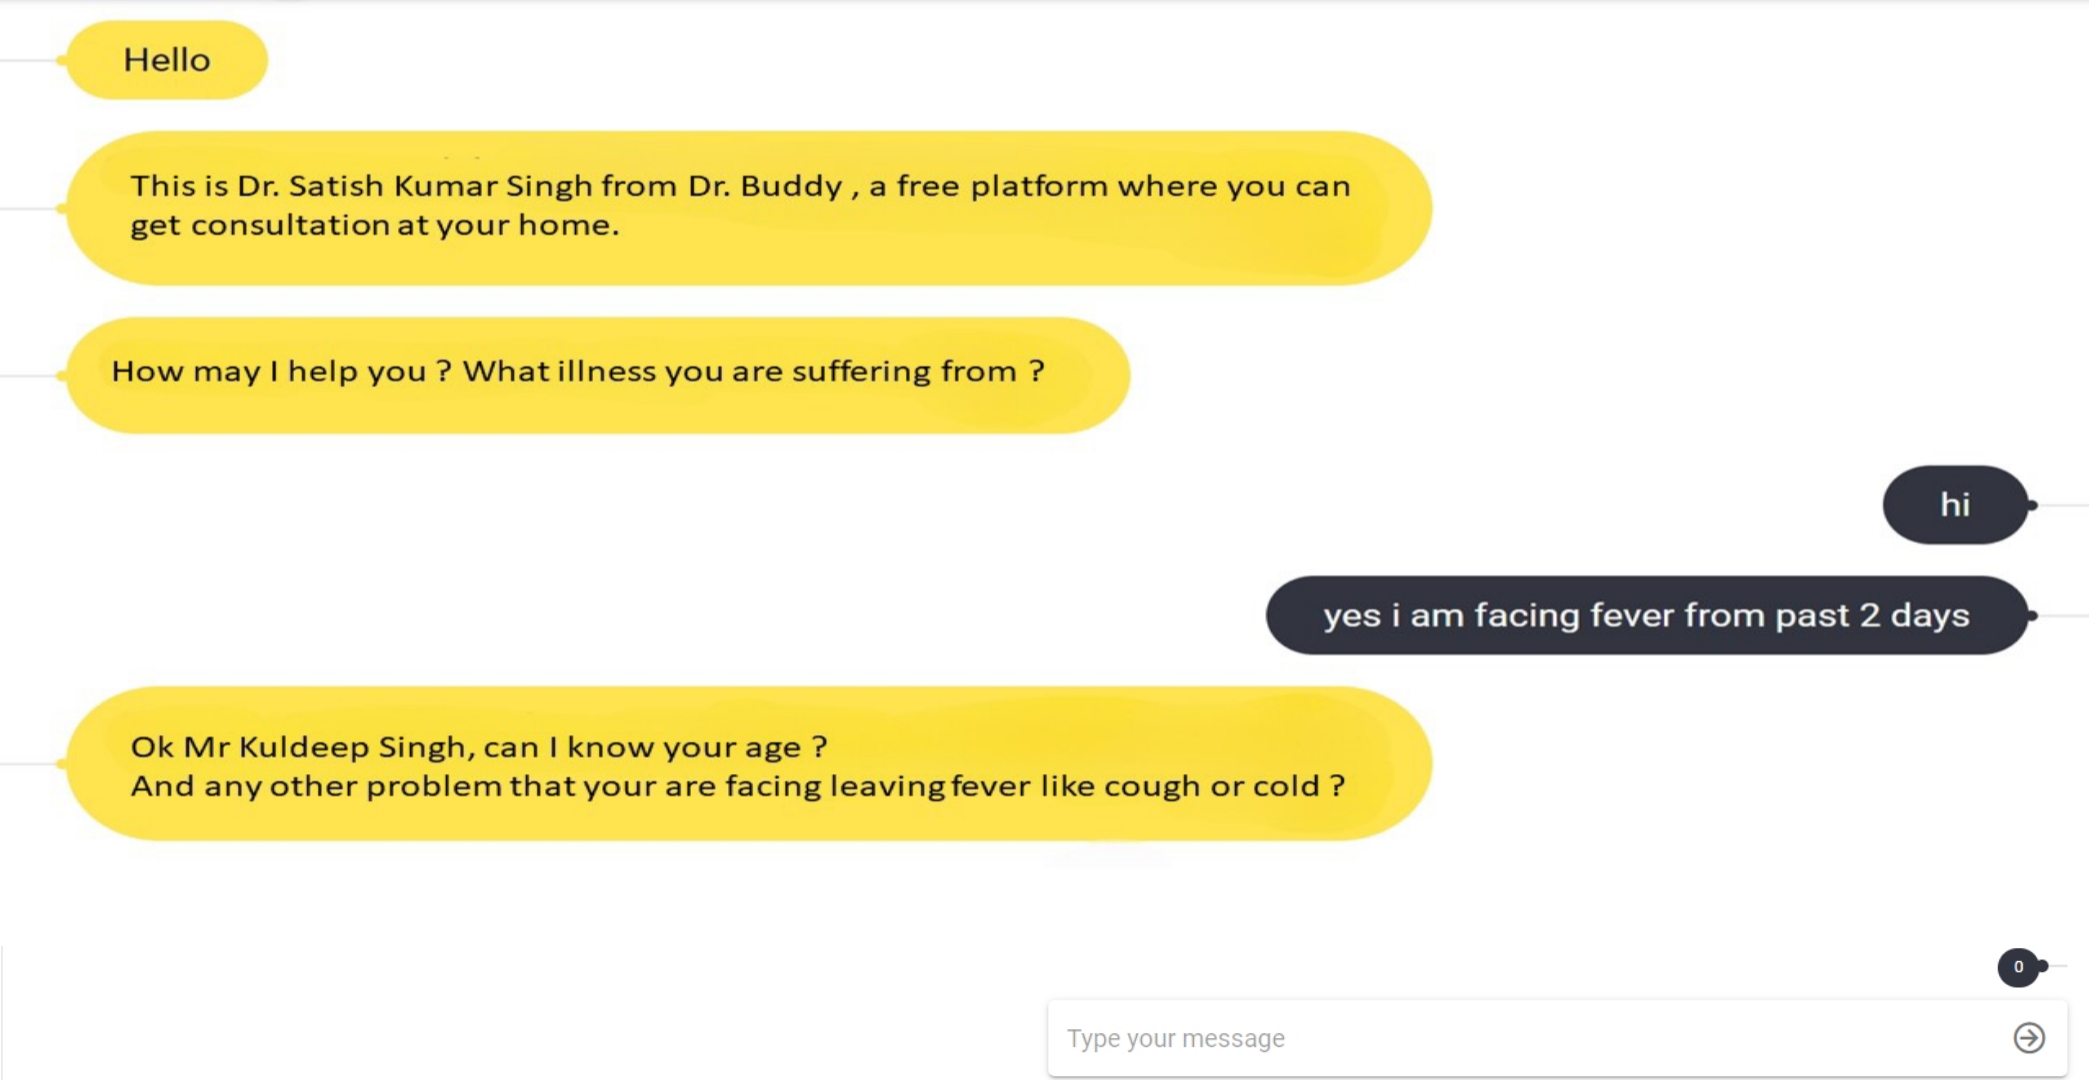 Hello
This is Dr. Satish Kumar Singh from Dr. Buddy , a free platform where you can
get consultation at your home.
How may I help you ? What illness you are suffering from ?
hi
yes i am facing fever from past 2 days
Ok Mr Kuldeep Singh, can I know your age ?
And any other problem that your are facing leaving fever like cough or cold ?
0
Type your message